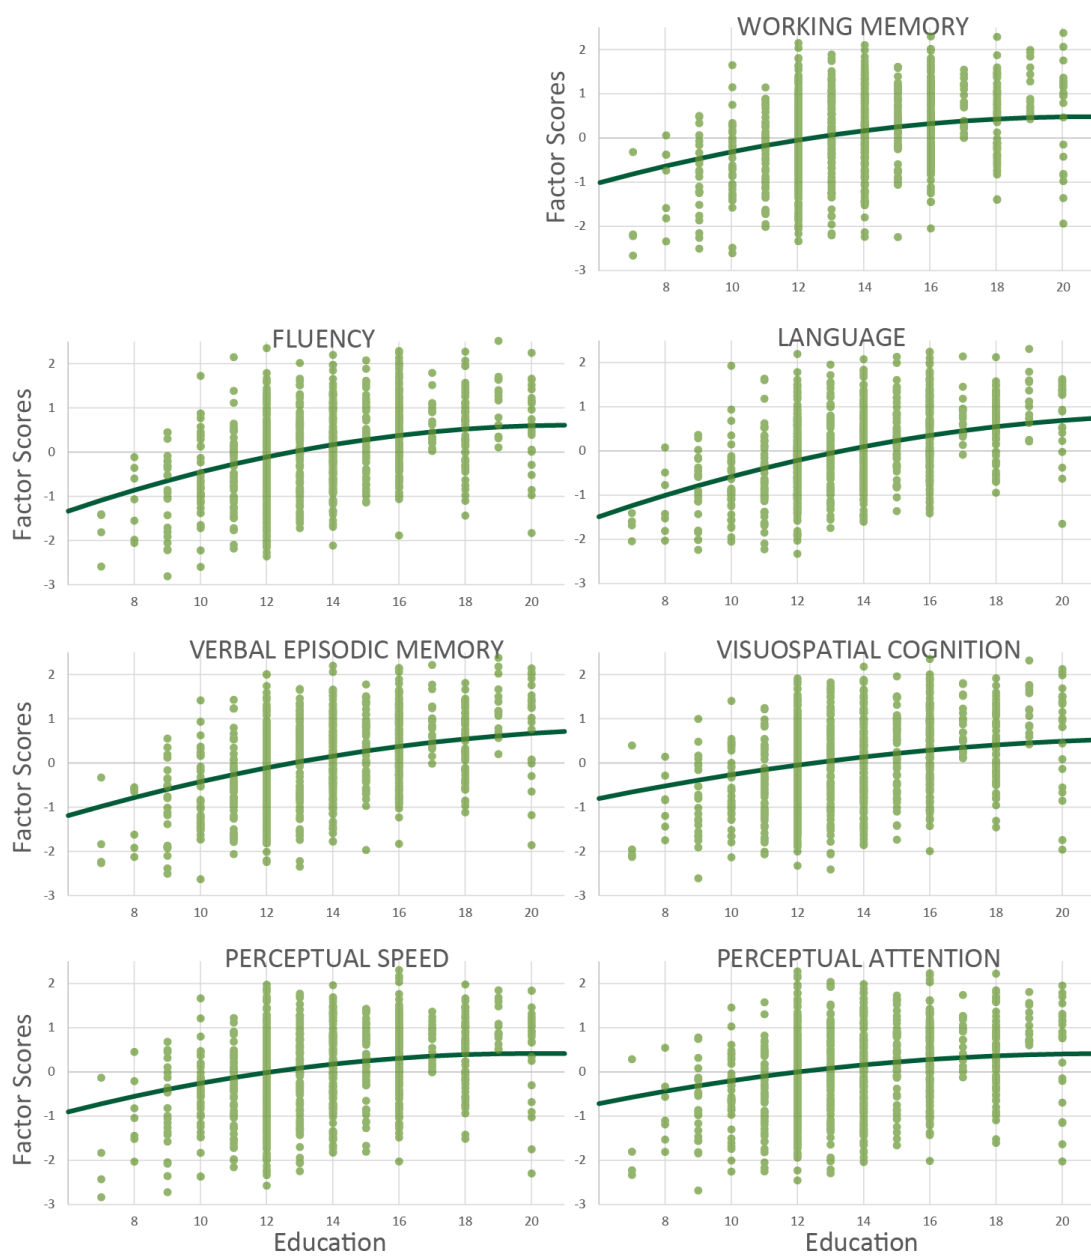 WORKING MEMORY
Factor Scores
2
1
0
-1
-2
-3
8 10 12 14 16 18 20
FLUENCY
Factor Scores
2
1
0
-1
-2
-3
8 10 12 14 16 18 20
LANGUAGE
2
1
0
-1
-2
-3
8 10 12 14 16 18 20
VERBAL EPISODIC MEMORY
Factor Scores
2
1
0
-1
-2
-3
8 10 12 14 16 18 20
VISUOSPATIAL COGNITION
2
1
0
-1
-2
-3
8 10 12 14 16 18 20
PERCEPTUAL SPEED
Factor Scores
2
1
0
-1
-2
-3
8 10 12 14 16 18 20
Education
PERCEPTUAL ATTENTION
2
1
0
-1
-2
-3
8 10 12 14 16 18 20
Education